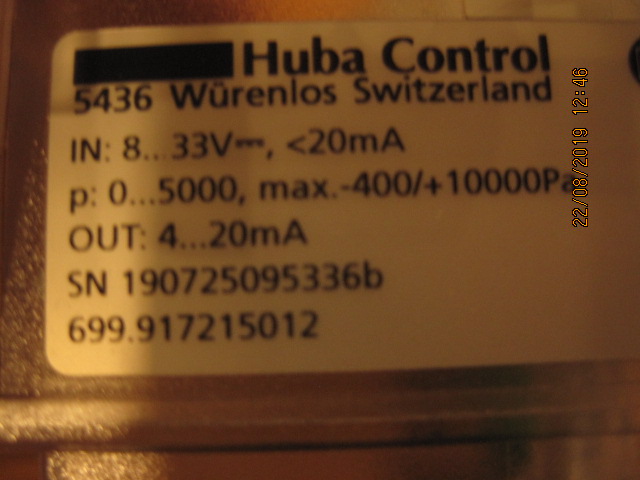 Huba Control
5436 Würenlos Switzerland
IN: 8...33V⎓, <20mA
p: 0...5000, max.-400/+10000Pa
OUT: 4...20mA
SN 190725095336b
699.917215012
22/08/2019 12:46